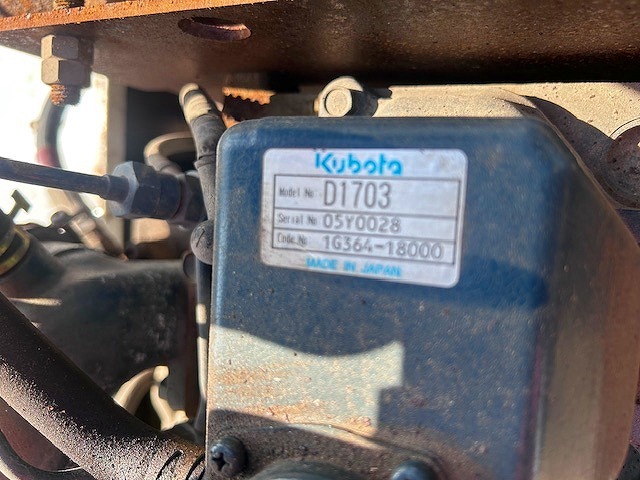 Kubota
Model No D1703
Serial No 05Y0028
Code.No 1G364-18000
MADE IN JAPAN